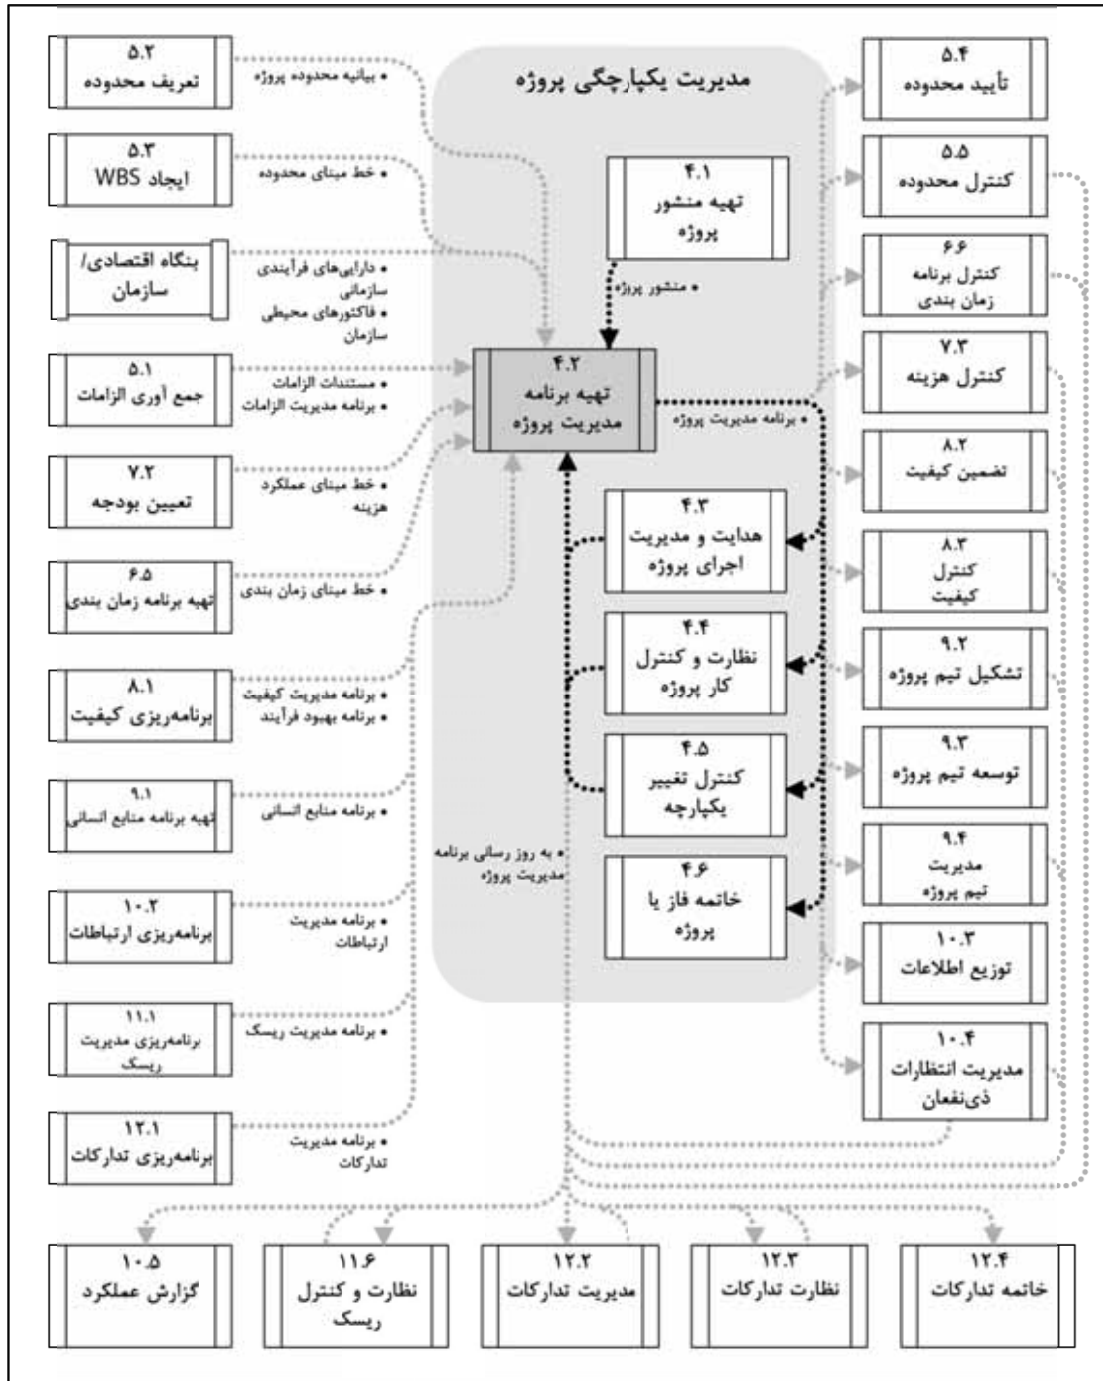 مدیریت یکپارچگی پروژه
۵.۲
تعریف محدوده
• بیانیه محدوده پروژه
۵.۳
ایجاد WBS
• خط مبنای محدوده
بنگاه اقتصادی/
سازمان
• دارایی‌های فرآیندی
سازمانی
• فاکتورهای محیطی
سازمان
۵.۱
جمع آوری الزامات
• مستندات الزامات
• برنامه مدیریت الزامات
۷.۲
تعیین بودجه
• خط مبنای عملکرد
هزینه
۶.۵
تهیه برنامه زمان بندی
• خط مبنای زمان بندی
۸.۱
برنامه‌ریزی کیفیت
• برنامه مدیریت کیفیت
• برنامه بهبود فرآیند
۹.۱
تهیه برنامه منابع انسانی
• برنامه منابع انسانی
۱۰.۲
برنامه‌ریزی ارتباطات
• برنامه مدیریت
ارتباطات
۱۱.۱
برنامه‌ریزی مدیریت
ریسک
• برنامه مدیریت ریسک
۱۲.۱
برنامه‌ریزی تدارکات
• برنامه مدیریت
تدارکات
۴.۱
تهیه منشور
پروژه
• منشور پروژه
۴.۲
تهیه برنامه
مدیریت پروژه
• برنامه مدیریت پروژه
۴.۳
هدایت و مدیریت
اجرای پروژه
۴.۴
نظارت و کنترل
کار پروژه
۴.۵
کنترل تغییر
یکپارچه
• به روز رسانی برنامه
مدیریت پروژه
۴.۶
خاتمه فاز یا
پروژه
۵.۴
تأیید محدوده
۵.۵
کنترل محدوده
۶.۶
کنترل برنامه
زمان بندی
۷.۳
کنترل هزینه
۸.۲
تضمین کیفیت
۸.۳
کنترل
کیفیت
۹.۲
تشکیل تیم پروژه
۹.۳
توسعه تیم پروژه
۹.۴
مدیریت
تیم پروژه
۱۰.۳
توزیع اطلاعات
۱۰.۴
مدیریت انتظارات
ذی‌نفعان
۱۰.۵
گزارش عملکرد
۱۱.۶
نظارت و کنترل
ریسک
۱۲.۲
مدیریت تدارکات
۱۲.۳
نظارت تدارکات
۱۲.۴
خاتمه تدارکات